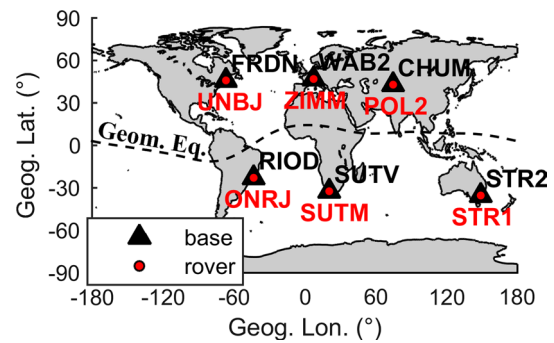 90
60
30
0
-30
-60
-90
Geog. Lat. (°)
FRDN
WAB2
CHUM
UNBJ
ZIMM
POL2
Geom. Eq.
RIOD
SUTV
STR2
ONRJ
SUTM
STR1
base
rover
-180
-120
-60
0
60
120
180
Geog. Lon. (°)